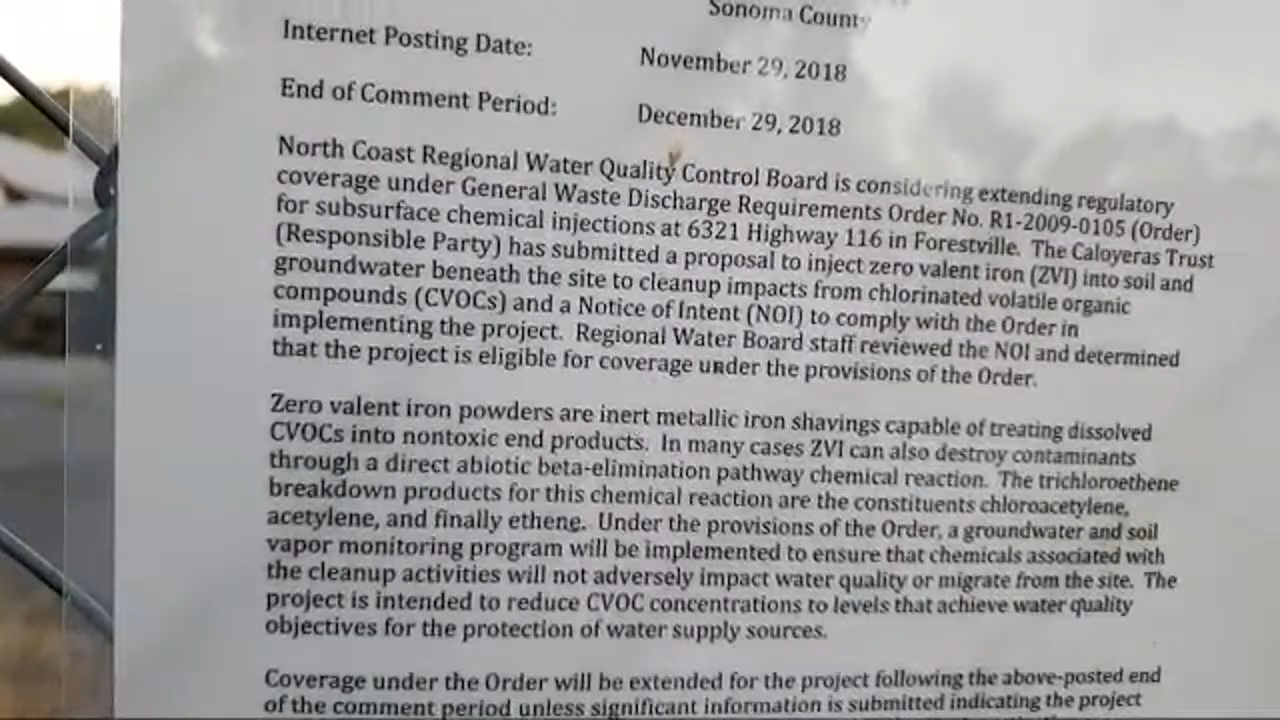 Sonoma County
Internet Posting Date: November 29, 2018
End of Comment Period: December 29, 2018
North Coast Regional Water Quality Control Board is considering extending regulatory
coverage under General Waste Discharge Requirements Order No. R1-2009-0105 (Order)
for subsurface chemical injections at 6321 Highway 116 in Forestville. The Caloyeras Trust
(Responsible Party) has submitted a proposal to inject zero valent iron (ZVI) into soil and
groundwater beneath the site to cleanup impacts from chlorinated volatile organic
compounds (CVOCs) and a Notice of Intent (NOI) to comply with the Order in
implementing the project. Regional Water Board staff reviewed the NOI and determined
that the project is eligible for coverage under the provisions of the Order.
Zero valent iron powders are inert metallic iron shavings capable of treating dissolved
CVOCs into nontoxic end products. In many cases ZVI can also destroy contaminants
through a direct abiotic beta-elimination pathway chemical reaction. The trichloroethene
breakdown products for this chemical reaction are the constituents chloroacetylene,
acetylene, and finally ethene. Under the provisions of the Order, a groundwater and soil
vapor monitoring program will be implemented to ensure that chemicals associated with
the cleanup activities will not adversely impact water quality or migrate from the site. The
project is intended to reduce CVOC concentrations to levels that achieve water quality
objectives for the protection of water supply sources.
Coverage under the Order will be extended for the project following the above-posted end
of the comment period unless significant information is submitted indicating the project